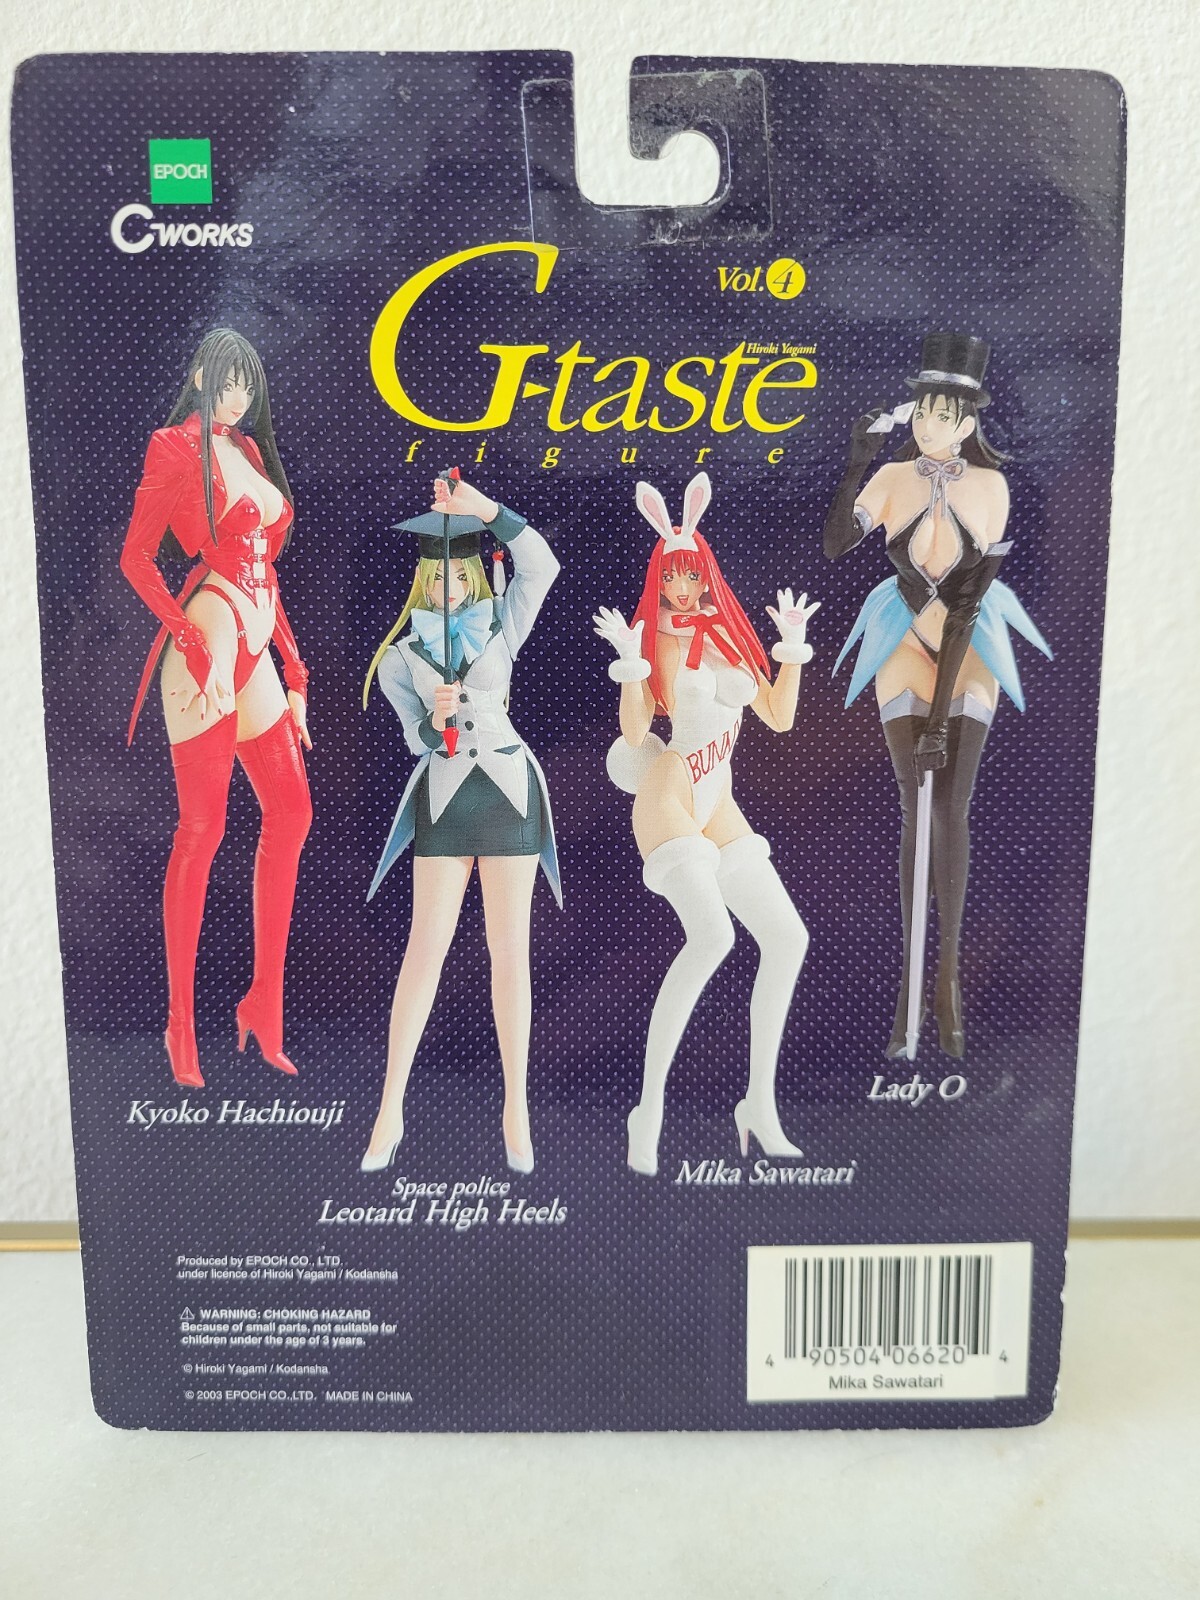 EPOCH
C-WORKS
Vol.4
Hiroki Yagami
G-taste
figure
BUNN
Kyoko Hachiouji
Lady O
Mika Sawatari
Space police
Leotard High Heels
Produced by EPOCH CO., LTD.
under licence of Hiroki Yagami / Kodansha
⚠ WARNING: CHOKING HAZARD
Because of small parts, not suitable for
children under the age of 3 years.
© Hiroki Yagami / Kodansha
© 2003 EPOCH CO.,LTD. MADE IN CHINA
4 90504 06620 4
Mika Sawatari